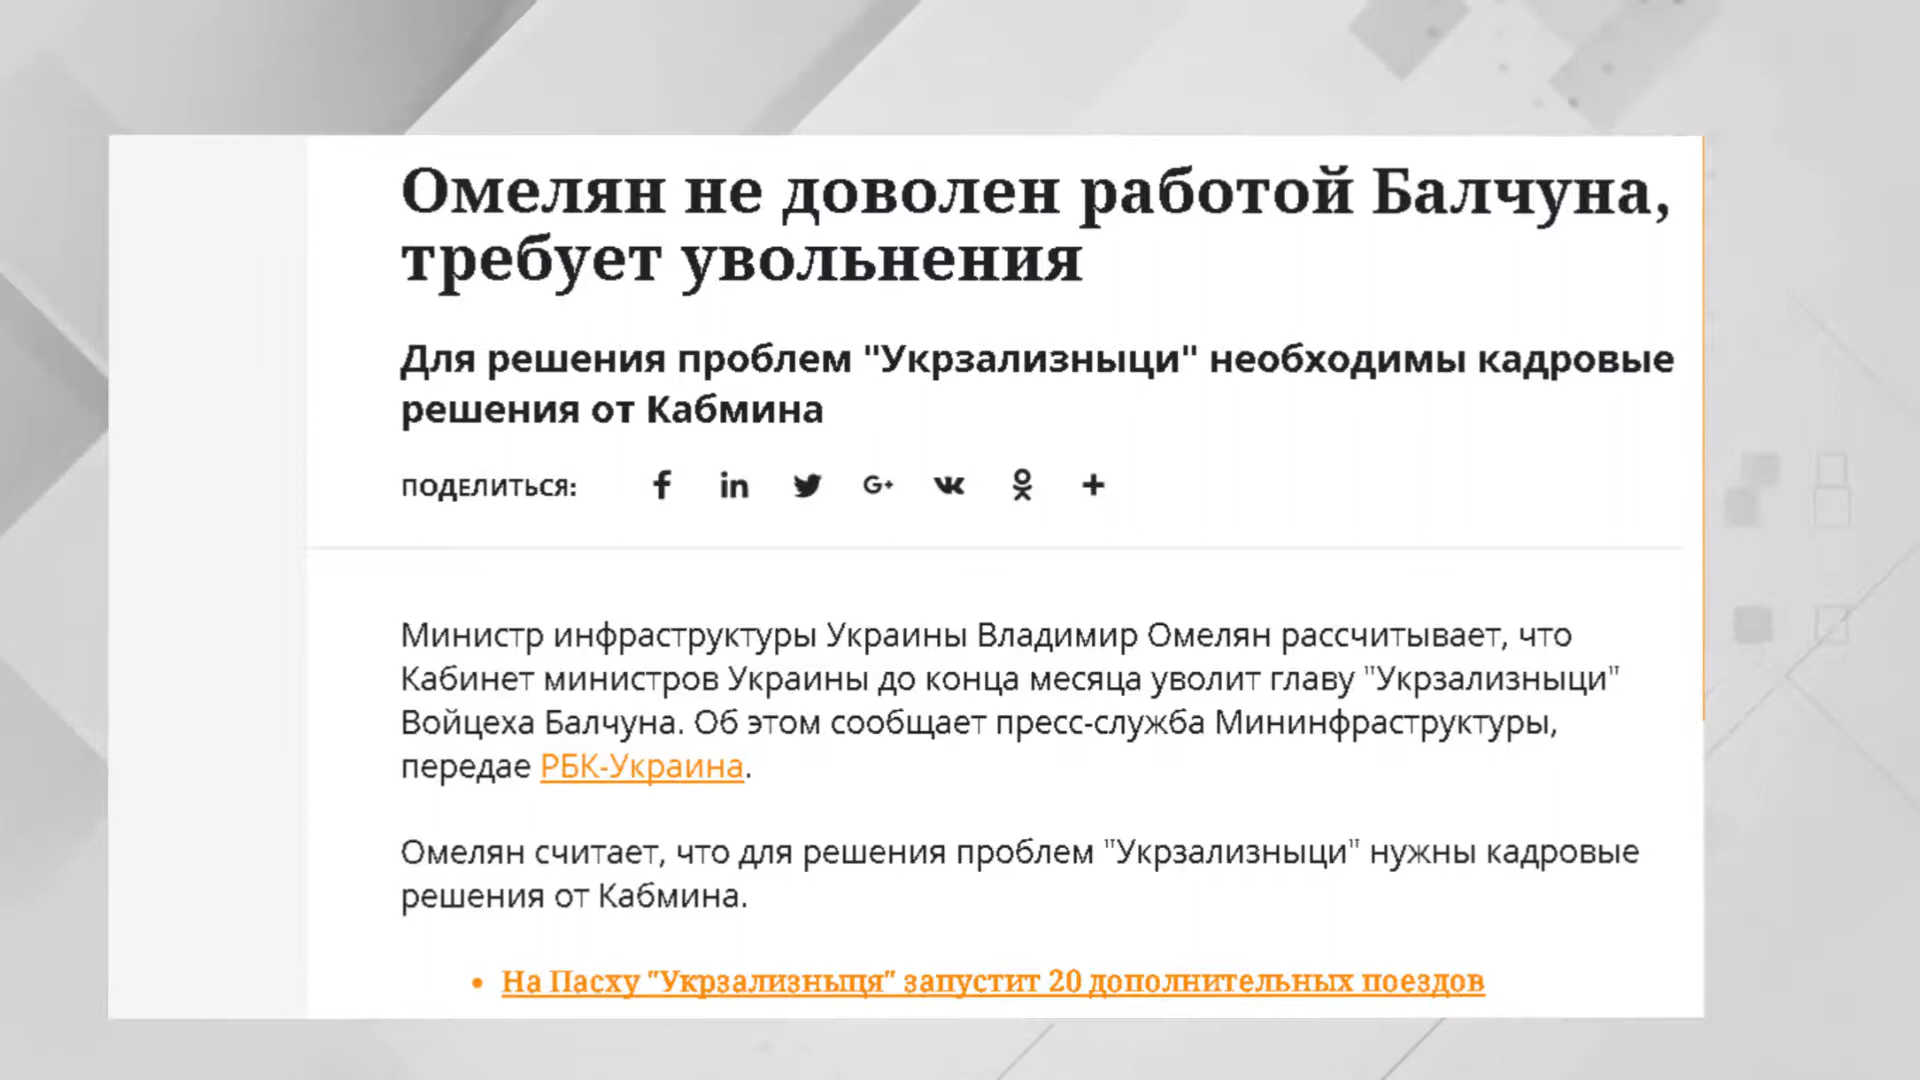 Омелян не доволен работой Балчуна,
требует увольнения
Для решения проблем "Укрзализныци" необходимы кадровые
решения от Кабмина
ПОДЕЛИТЬСЯ:
Министр инфраструктуры Украины Владимир Омелян рассчитывает, что
Кабинет министров Украины до конца месяца уволит главу "Укрзализныци"
Войцеха Балчуна. Об этом сообщает пресс-служба Мининфраструктуры,
передае РБК-Украина.
Омелян считает, что для решения проблем "Укрзализныци" нужны кадровые
решения от Кабмина.
• На Пасху "Укрзализныця" запустит 20 дополнительных поездов